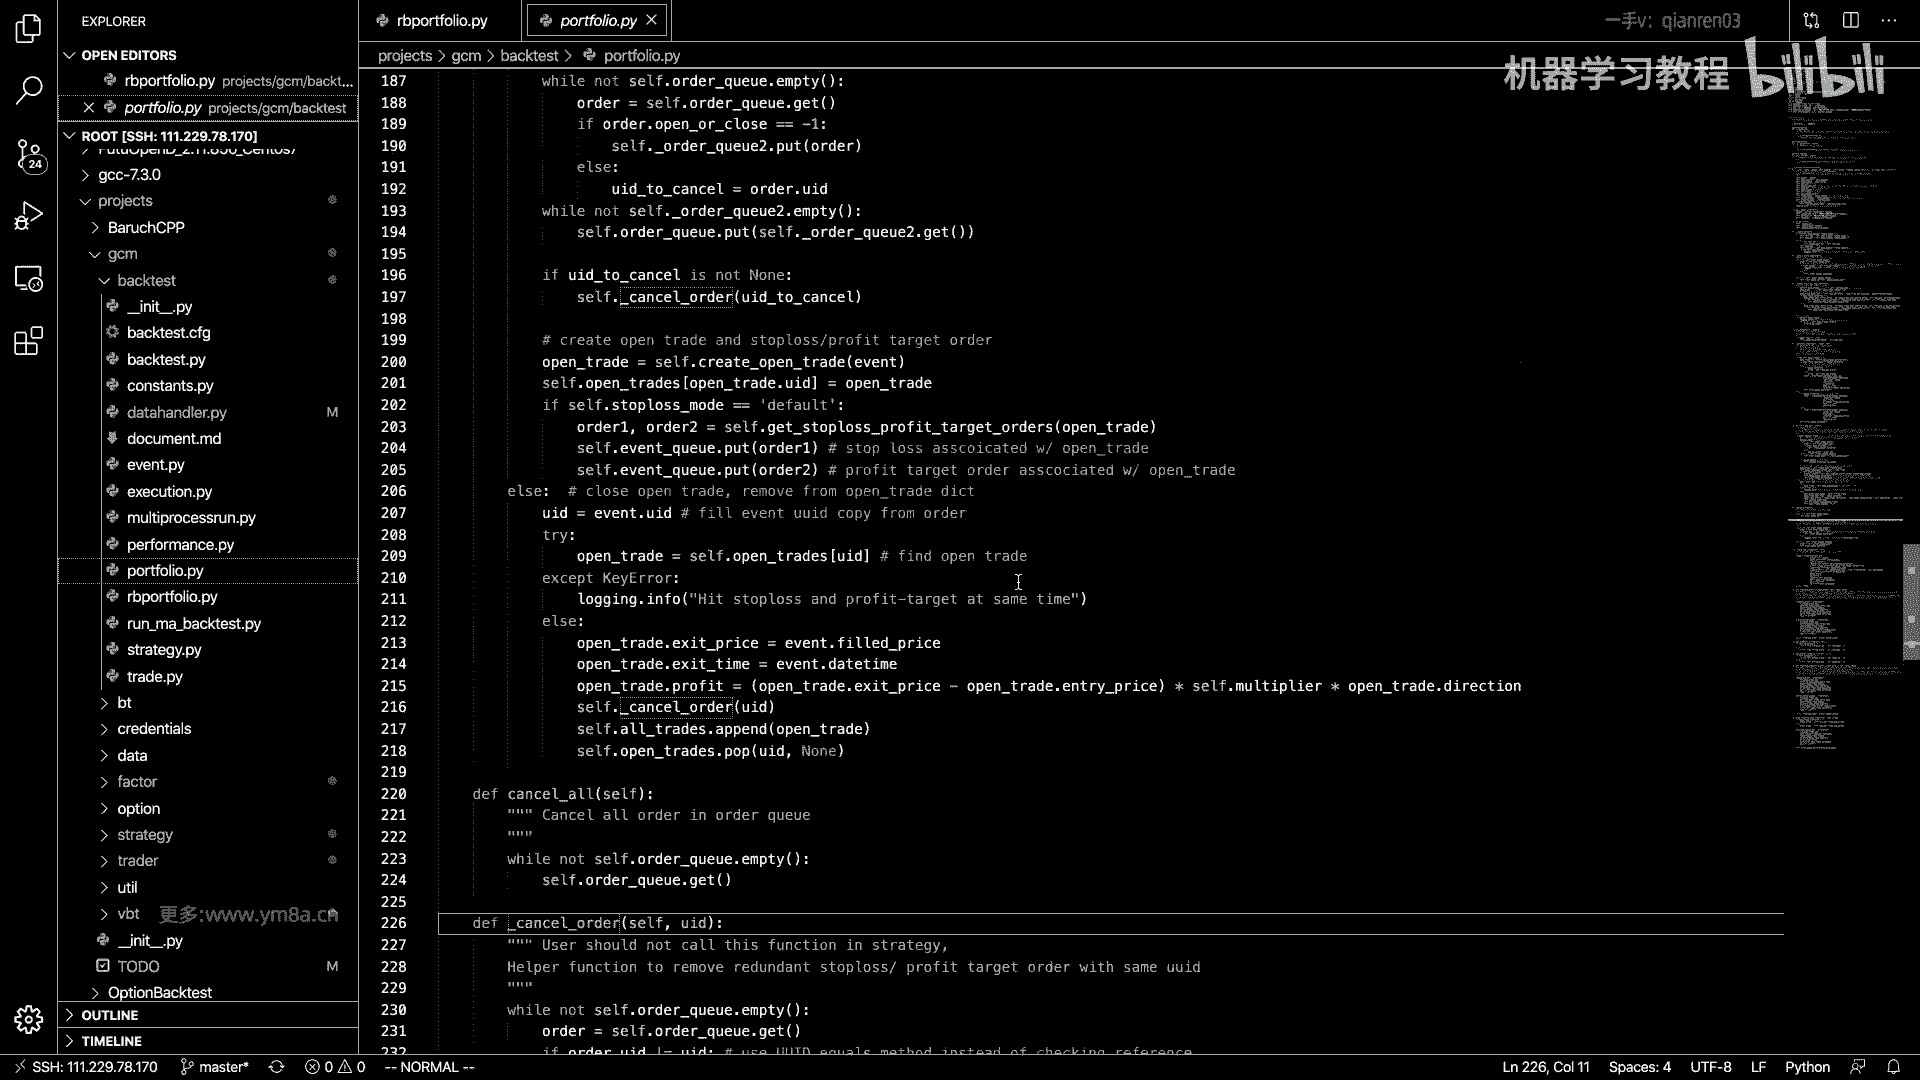 EXPLORER
OPEN EDITORS
rbportfolio.py projects/gcm/backt...
portfolio.py projects/gcm/backtest
ROOT [SSH: 111.229.78.170]
gcc-7.3.0
projects
BaruchCPP
gcm
backtest
__init__.py
backtest.cfg
backtest.py
constants.py
datahandler.py M
document.md
event.py
execution.py
multiprocessrun.py
performance.py
portfolio.py
rbportfolio.py
run_ma_backtest.py
strategy.py
trade.py
bt
credentials
data
factor
option
strategy
trader
util
vbt
更多:www.ym8a.cn
__init__.py
TODO M
OptionBacktest
OUTLINE
TIMELINE
24
rbportfolio.py
portfolio.py
一手v: qianren03
projects > gcm > backtest > portfolio.py
机器学习教程 bilibili
187 while not self.order_queue.empty():
188 order = self.order_queue.get()
189 if order.open_or_close == -1:
190 self._order_queue2.put(order)
191 else:
192 uid_to_cancel = order.uid
193 while not self._order_queue2.empty():
194 self.order_queue.put(self._order_queue2.get())
195
196 if uid_to_cancel is not None:
197 self._cancel_order(uid_to_cancel)
198
199 # create open trade and stoploss/profit target order
200 open_trade = self.create_open_trade(event)
201 self.open_trades[open_trade.uid] = open_trade
202 if self.stoploss_mode == 'default':
203 order1, order2 = self.get_stoploss_profit_target_orders(open_trade)
204 self.event_queue.put(order1) # stop loss asscoicated w/ open_trade
205 self.event_queue.put(order2) # profit target order asscociated w/ open_trade
206 else: # close open trade, remove from open_trade dict
207 uid = event.uid # fill event uuid copy from order
208 try:
209 open_trade = self.open_trades[uid] # find open trade
210 except KeyError:
211 logging.info("Hit stoploss and profit-target at same time")
212 else:
213 open_trade.exit_price = event.filled_price
214 open_trade.exit_time = event.datetime
215 open_trade.profit = (open_trade.exit_price - open_trade.entry_price) * self.multiplier * open_trade.direction
216 self._cancel_order(uid)
217 self.all_trades.append(open_trade)
218 self.open_trades.pop(uid, None)
219
220 def cancel_all(self):
221 """ Cancel all order in order queue
222 """
223 while not self.order_queue.empty():
224 self.order_queue.get()
225
226 def _cancel_order(self, uid):
227 """ User should not call this function in strategy,
228 Helper function to remove redundant stoploss/ profit target order with same uuid
229 """
230 while not self.order_queue.empty():
231 order = self.order_queue.get()
232 if order.uid != uid: # use UUID equals method instead of checking reference
SSH: 111.229.78.170 master* 0 0 -- NORMAL -- Ln 226, Col 11 Spaces: 4 UTF-8 LF Python